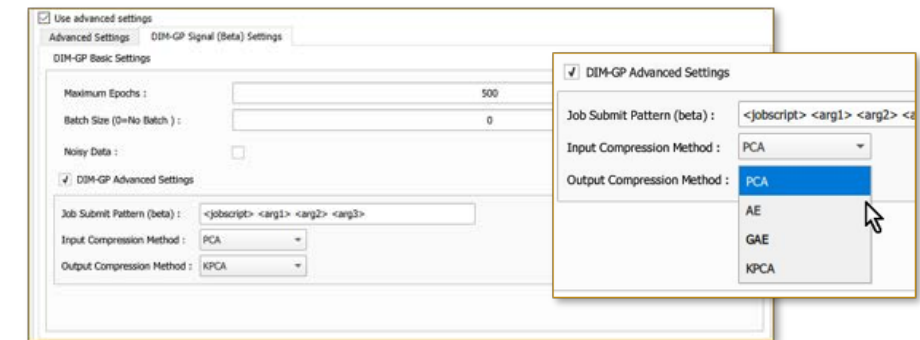 Use advanced settings
Advanced Settings DIM-GP Signal (Beta) Settings
DIM-GP Basic Settings
Maximum Epochs : 500
Batch Size (0=No Batch ) : 0
Noisy Data :
DIM-GP Advanced Settings
Job Submit Pattern (beta) : <jobscript> <arg1> <arg2> <arg3>
Input Compression Method : PCA
Output Compression Method : KPCA
DIM-GP Advanced Settings
Job Submit Pattern (beta) : <jobscript> <arg1> <arg2> <a
Input Compression Method : PCA
Output Compression Method : PCA
AE
GAE
KPCA